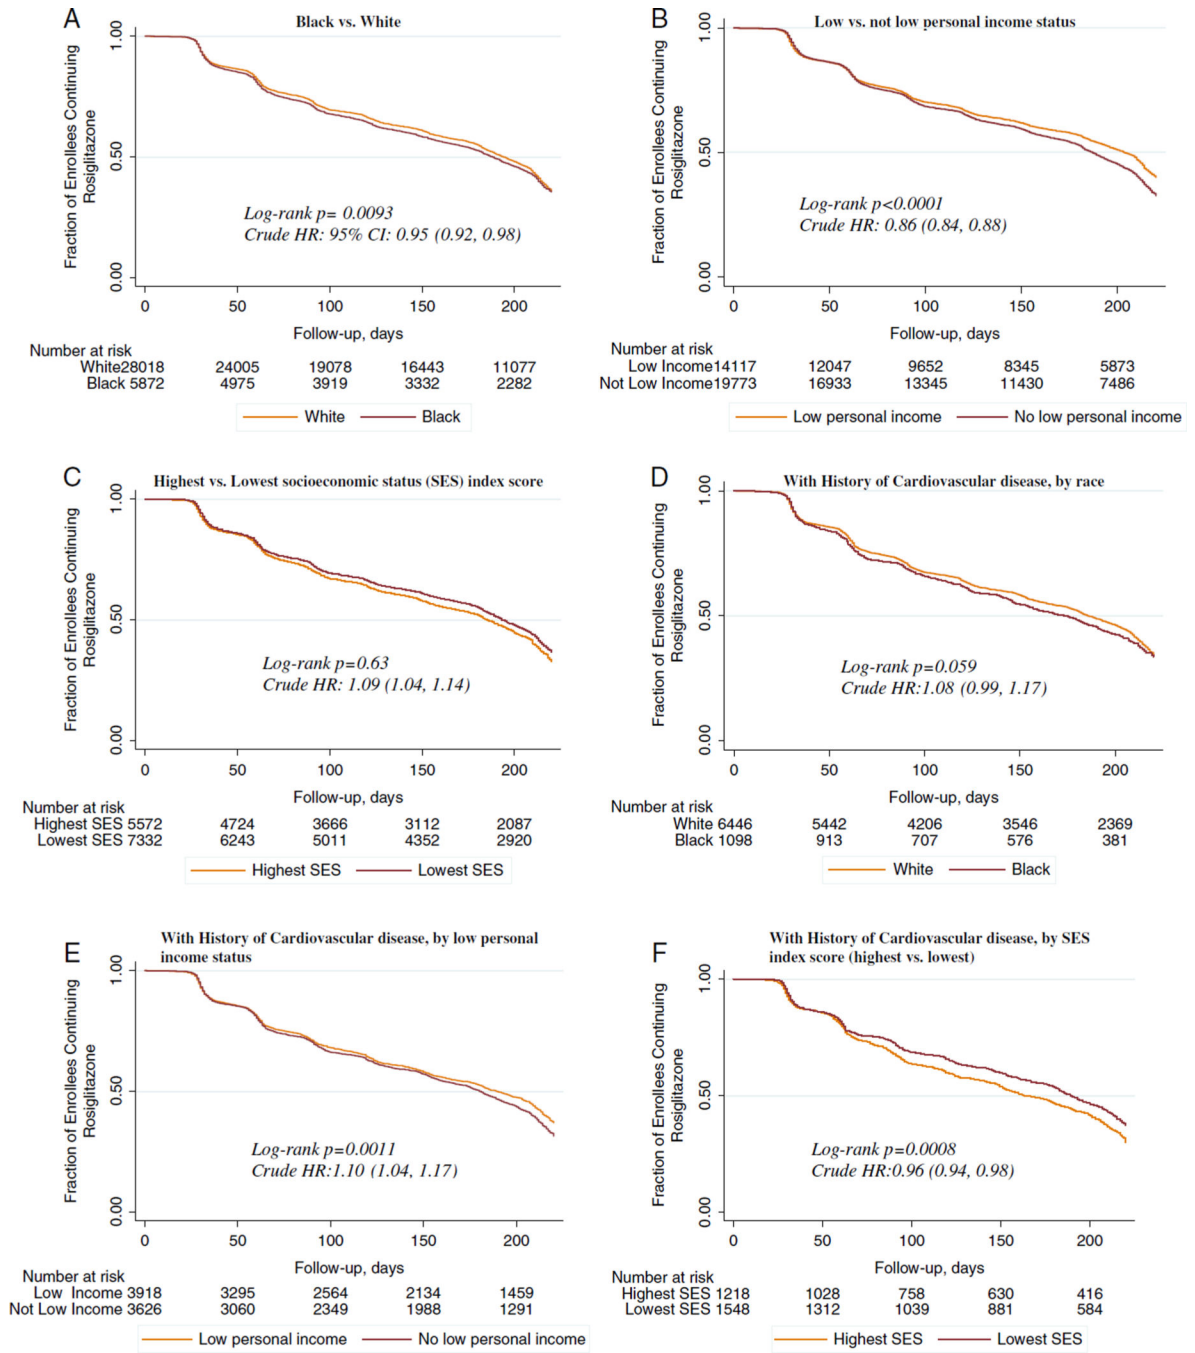 A
Black vs. White
Fraction of Enrollees Continuing
Rosiglitazone
1.00
0.50
0.00
Log-rank p= 0.0093
Crude HR: 95% CI: 0.95 (0.92, 0.98)
0 50 100 150 200
Follow-up, days
Number at risk
White28018 24005 19078 16443 11077
Black 5872 4975 3919 3332 2282
White Black
B
Low vs. not low personal income status
Fraction of Enrollees Continuing
Rosiglitazone
1.00
0.50
0.00
Log-rank p<0.0001
Crude HR: 0.86 (0.84, 0.88)
0 50 100 150 200
Follow-up, days
Number at risk
Low Income14117 12047 9652 8345 5873
Not Low Income19773 16933 13345 11430 7486
Low personal income No low personal income
C
Highest vs. Lowest socioeconomic status (SES) index score
Fraction of Enrollees Continuing
Rosiglitazone
1.00
0.50
0.00
Log-rank p=0.63
Crude HR: 1.09 (1.04, 1.14)
0 50 100 150 200
Follow-up, days
Number at risk
Highest SES 5572 4724 3666 3112 2087
Lowest SES 7332 6243 5011 4352 2920
Highest SES Lowest SES
D
With History of Cardiovascular disease, by race
Fraction of Enrollees Continuing
Rosiglitazone
1.00
0.50
0.00
Log-rank p=0.059
Crude HR:1.08 (0.99, 1.17)
0 50 100 150 200
Follow-up, days
Number at risk
White 6446 5442 4206 3546 2369
Black 1098 913 707 576 381
White Black
E
With History of Cardiovascular disease, by low personal
income status
Fraction of Enrollees Continuing
Rosiglitazone
1.00
0.50
0.00
Log-rank p=0.0011
Crude HR:1.10 (1.04, 1.17)
0 50 100 150 200
Follow-up, days
Number at risk
Low Income 3918 3295 2564 2134 1459
Not Low Income 3626 3060 2349 1988 1291
Low personal income No low personal income
F
With History of Cardiovascular disease, by SES
index score (highest vs. lowest)
Fraction of Enrollees Continuing
Rosiglitazone
1.00
0.50
0.00
Log-rank p=0.0008
Crude HR:0.96 (0.94, 0.98)
0 50 100 150 200
Follow-up, days
Number at risk
Highest SES 1218 1028 758 630 416
Lowest SES 1548 1312 1039 881 584
Highest SES Lowest SES